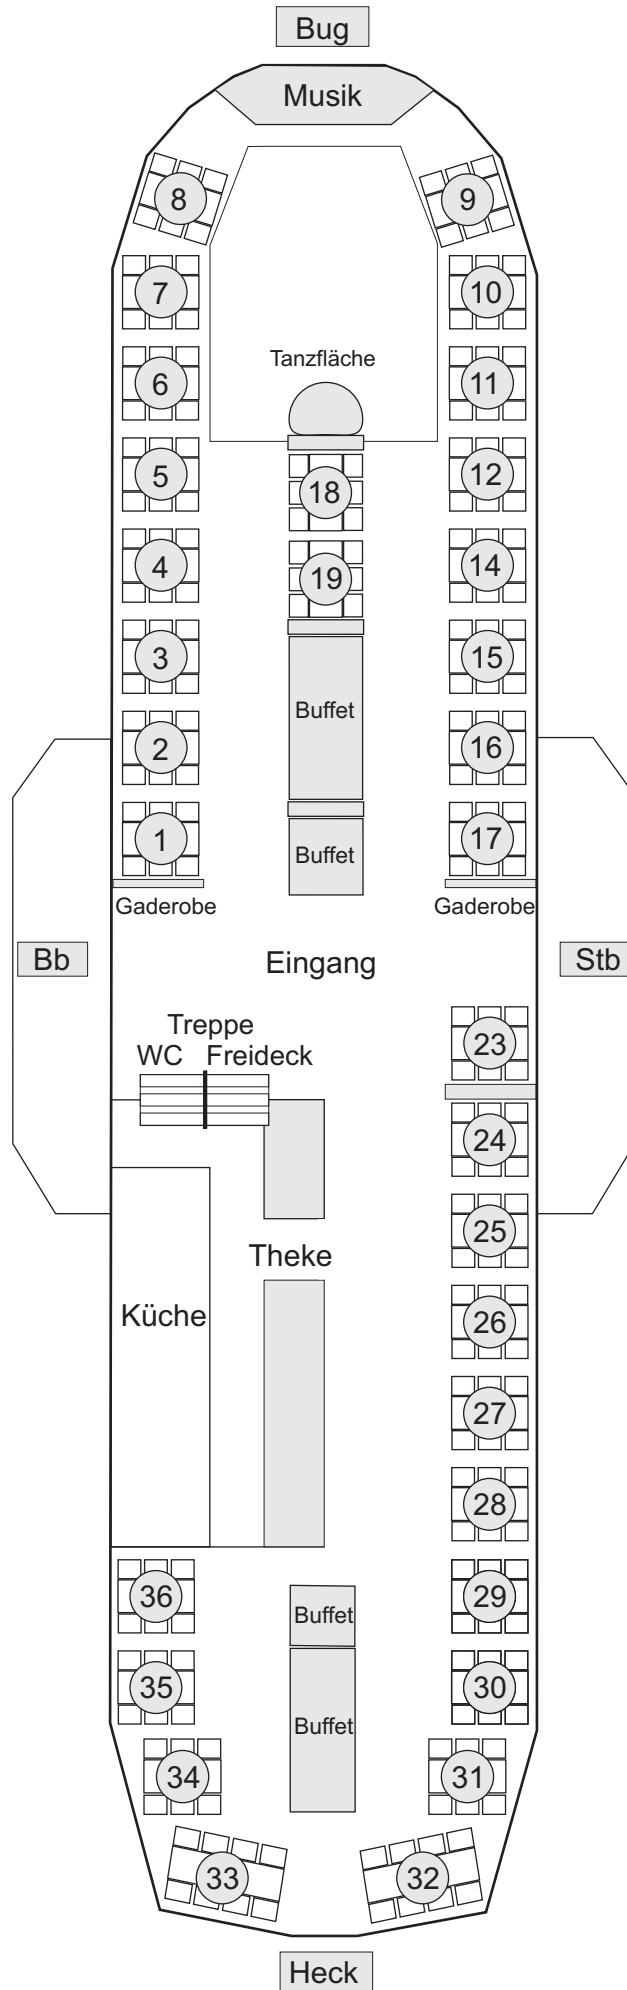 Bug
Musik
8
9
7
10
Tanzfläche
6
11
5
12
18
4
14
19
3
15
Buffet
2
16
1
17
Buffet
Gaderobe
Gaderobe
Bb
Eingang
Stb
Treppe
WC Freideck
23
24
25
Theke
Küche
26
27
28
36
29
Buffet
35
30
Buffet
34
31
33
32
Heck